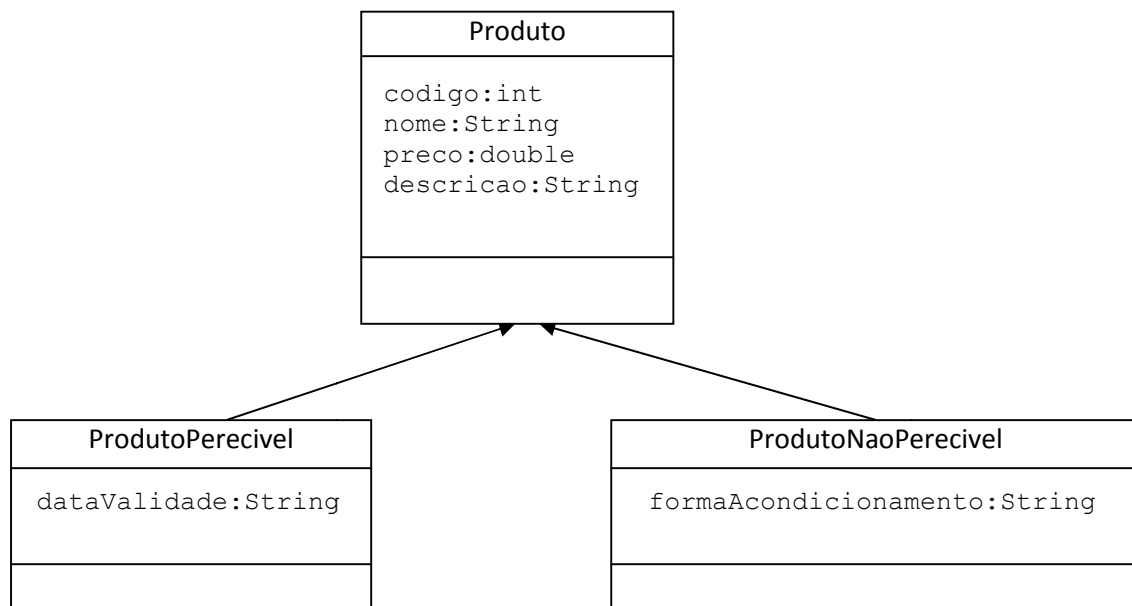 Produto
codigo:int
nome:String
preco:double
descricao:String
ProdutoPerecivel
dataValidade:String
ProdutoNaoPerecivel
formaAcondicionamento:String